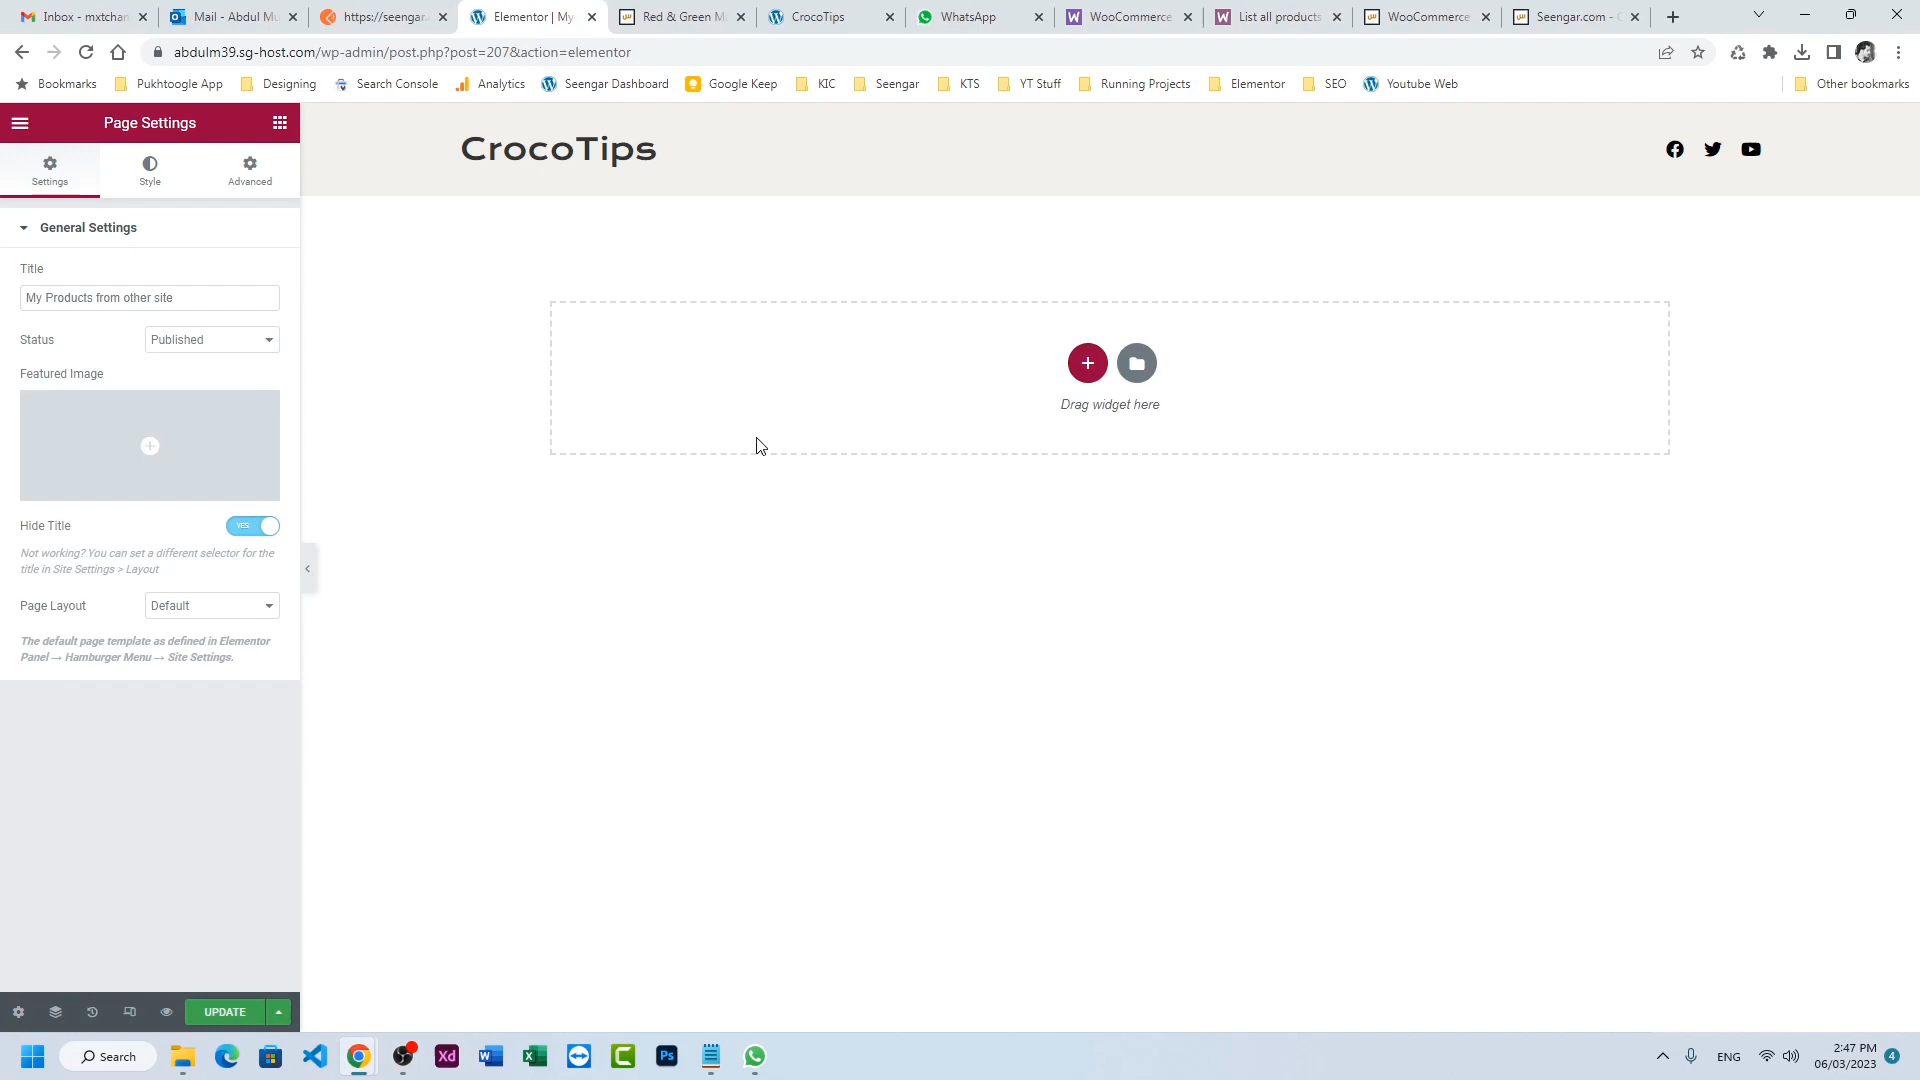 Inbox - mxtchan
Mail - Abdul Mu
https://seengar.
Elementor | My
Red & Green M
CrocoTips
WhatsApp
WooCommerce
List all products
WooCommerce
Seengar.com -
abdulm39.sg-host.com/wp-admin/post.php?post=207&action=elementor
Bookmarks
Pukhtoogle App
Designing
Search Console
Analytics
Seengar Dashboard
Google Keep
KIC
Seengar
KTS
YT Stuff
Running Projects
Elementor
SEO
Youtube Web
Other bookmarks
Page Settings
Settings
Style
Advanced
CrocoTips
General Settings
Title
My Products from other site
Status
Published
Featured Image
Drag widget here
Hide Title
YES
Not working? You can set a different selector for the
title in Site Settings > Layout
Page Layout
Default
The default page template as defined in Elementor
Panel → Hamburger Menu → Site Settings.
UPDATE
Search
Xd
Ps
ENG
2:47 PM
06/03/2023
4